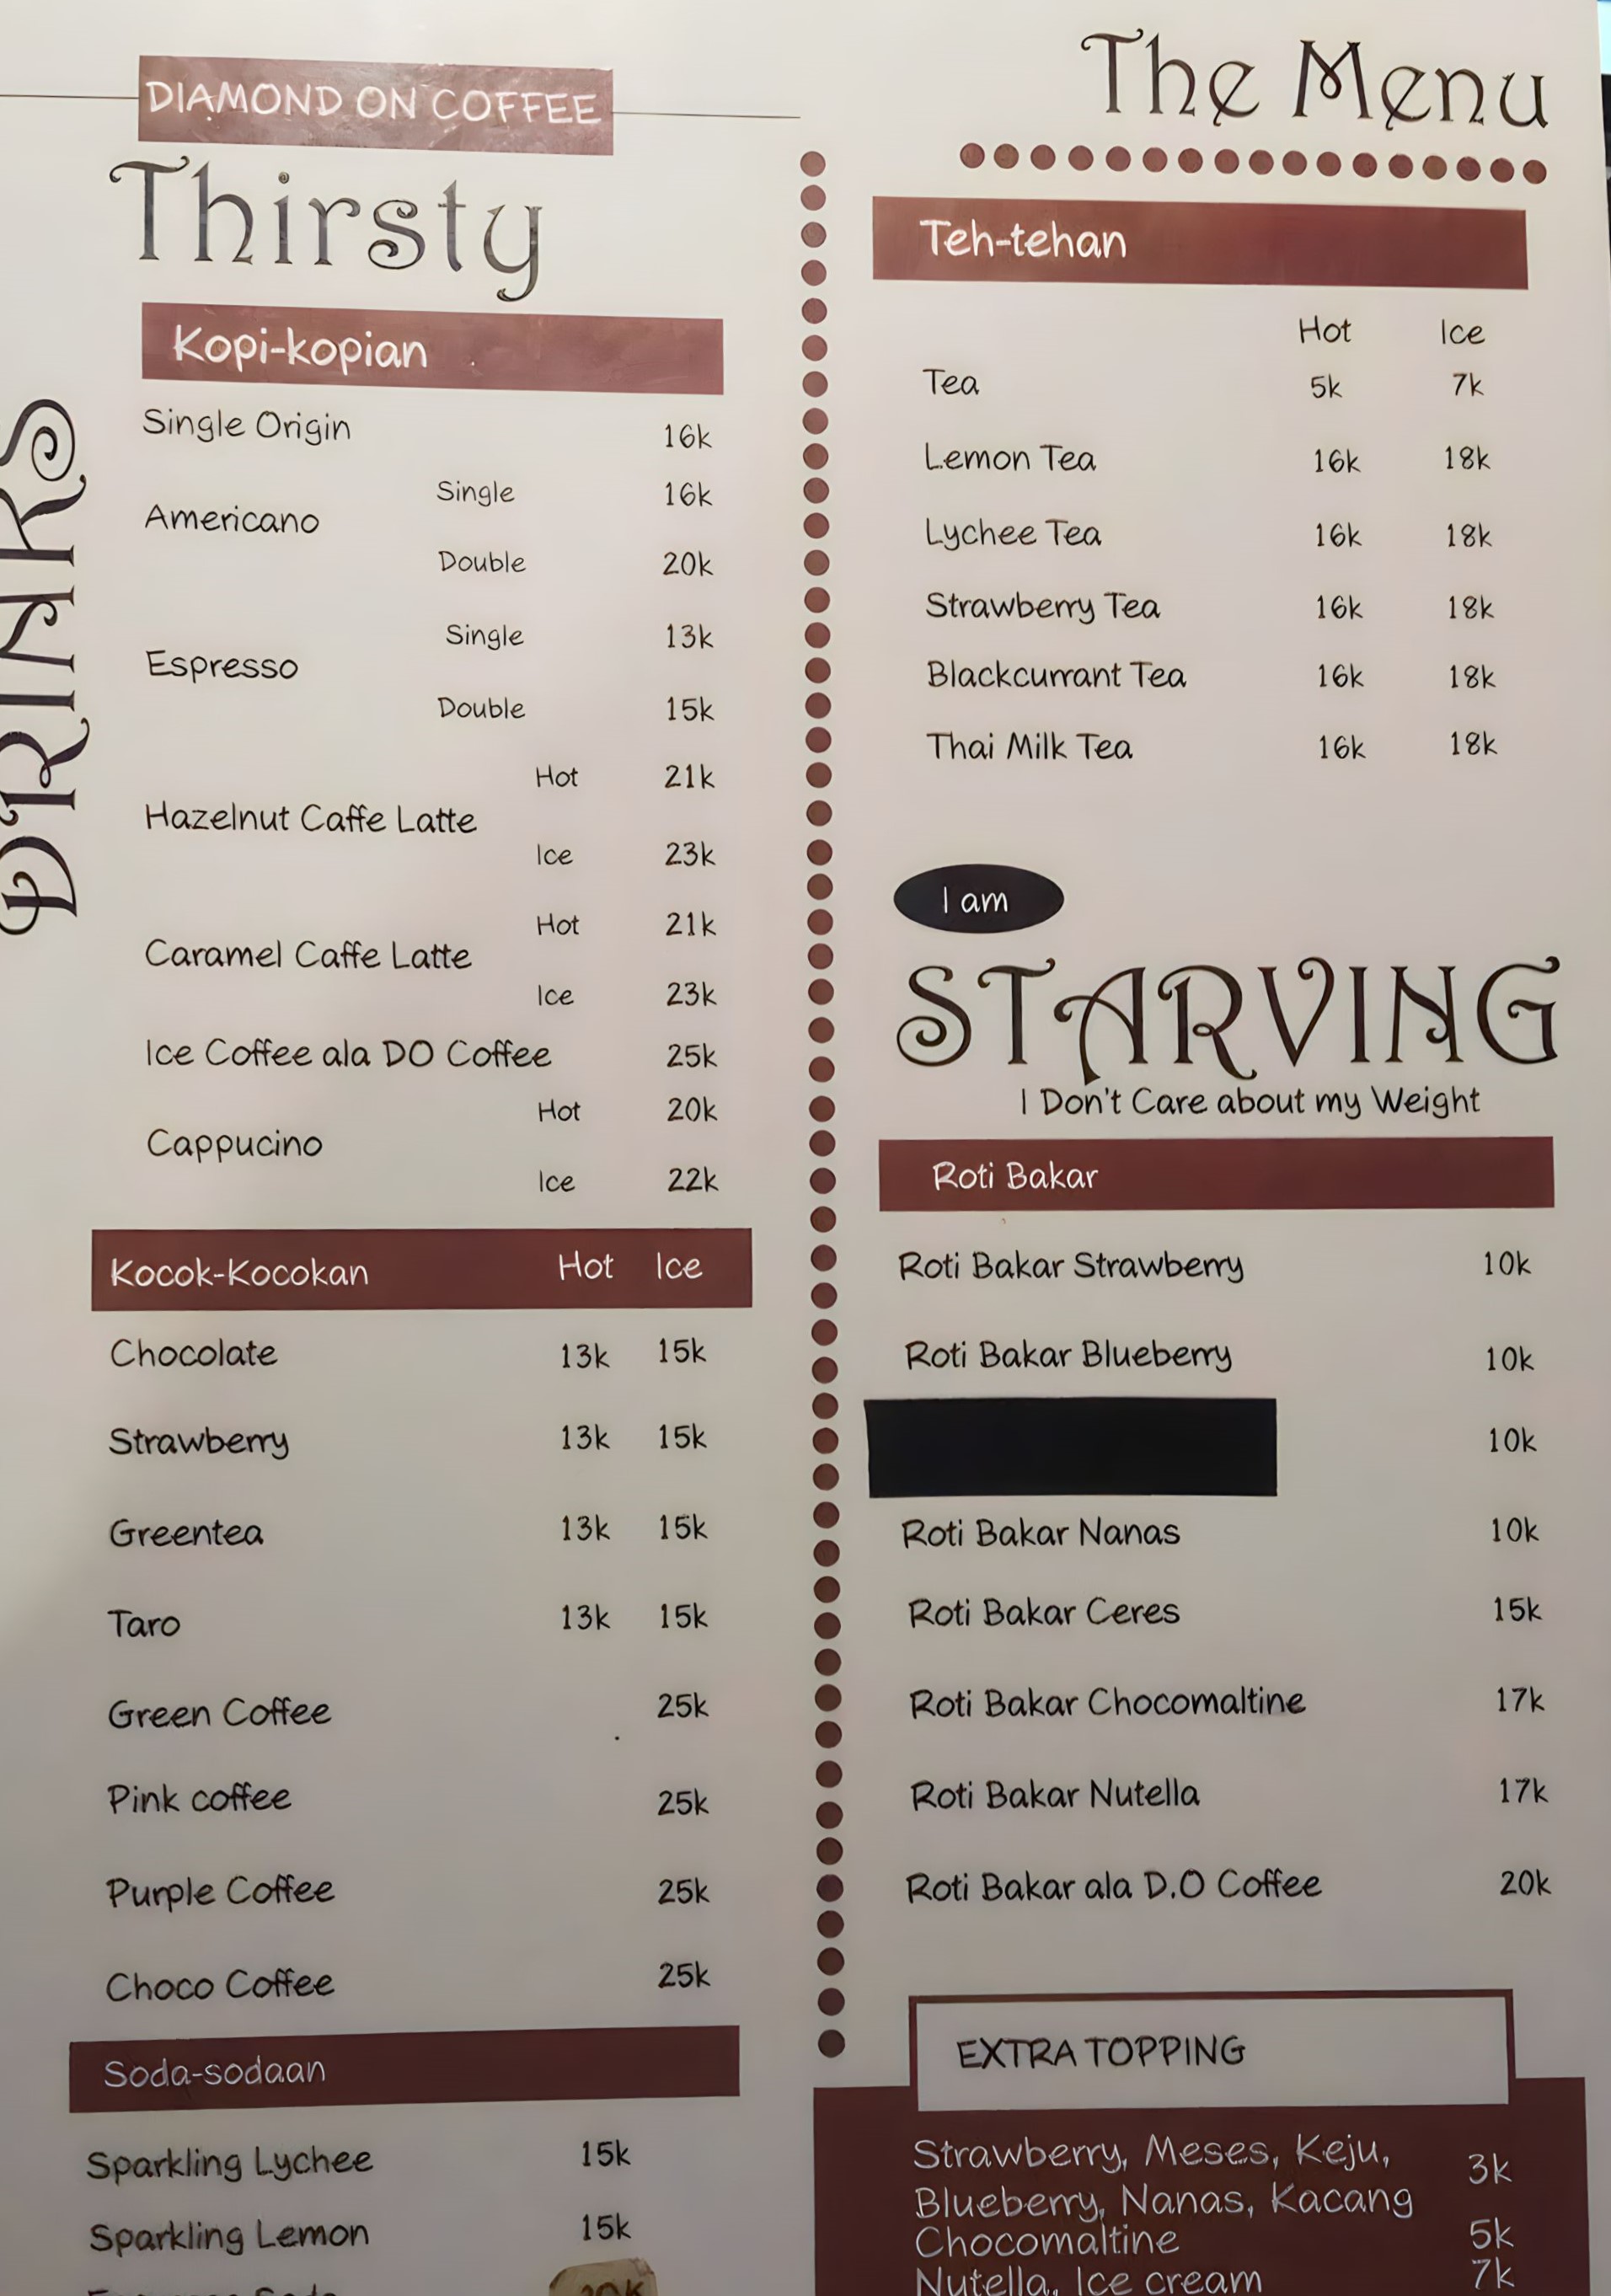 DIAMOND ON COFFEE
Thirsty
DRINKS
Kopi-kopian
Single Origin 16k
Americano Single 16k
Double 20k
Espresso Single 13k
Double 15k
Hazelnut Caffe Latte Hot 21k
Ice 23k
Caramel Caffe Latte Hot 21k
Ice 23k
Ice Coffee ala DO Coffee 25k
Cappucino Hot 20k
Ice 22k
Kocok-Kocokan Hot Ice
Chocolate 13k 15k
Strawberry 13k 15k
Greentea 13k 15k
Taro 13k 15k
Green Coffee 25k
Pink coffee 25k
Purple Coffee 25k
Choco Coffee 25k
Soda-sodaan
Sparkling Lychee 15k
Sparkling Lemon 15k
The Menu
Teh-tehan
Hot Ice
Tea 5k 7k
Lemon Tea 16k 18k
Lychee Tea 16k 18k
Strawberry Tea 16k 18k
Blackcurrant Tea 16k 18k
Thai Milk Tea 16k 18k
I am
STARVING
I Don't Care about my Weight
Roti Bakar
Roti Bakar Strawberry 10k
Roti Bakar Blueberry 10k
10k
Roti Bakar Nanas 10k
Roti Bakar Ceres 15k
Roti Bakar Chocomaltine 17k
Roti Bakar Nutella 17k
Roti Bakar ala D.O Coffee 20k
EXTRA TOPPING
Strawberry, Meses, Keju, 3k
Blueberry, Nanas, Kacang
Chocomaltine 5k
Nutella, Ice cream 7k